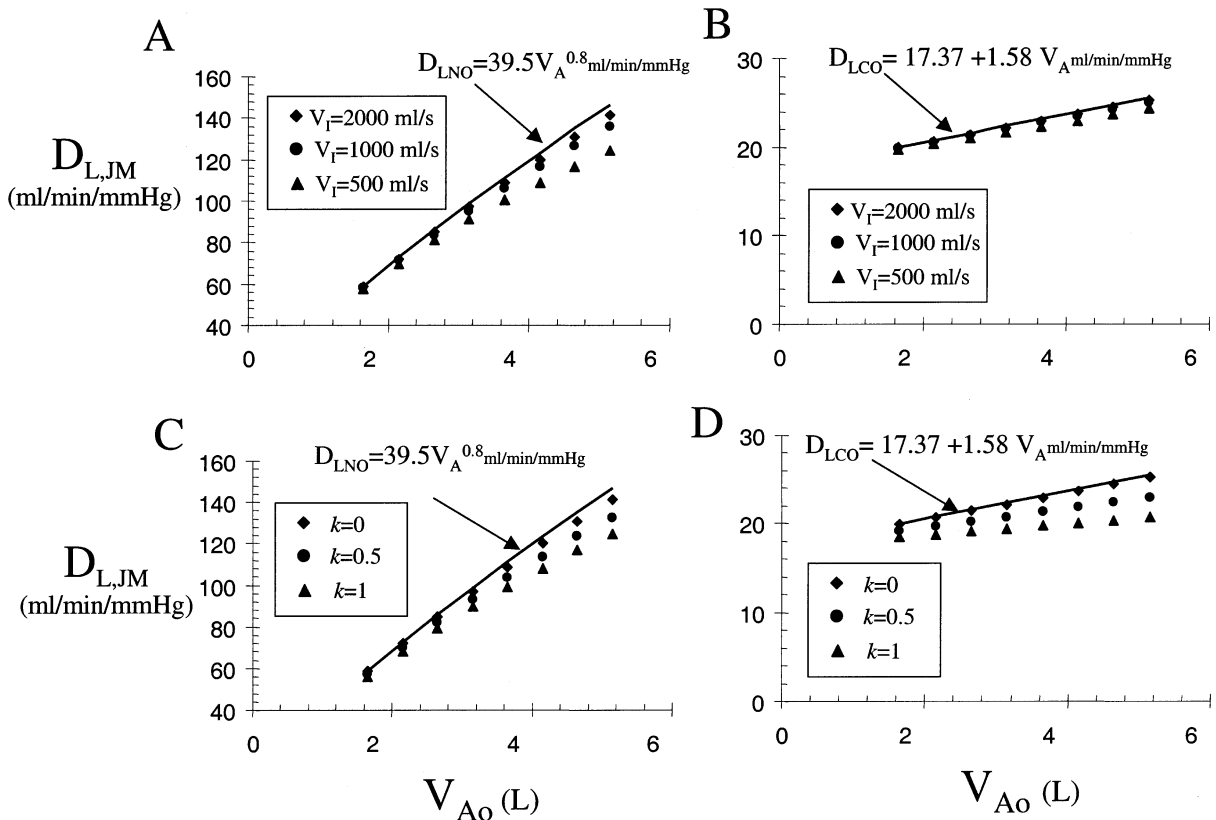 A
D_LNO=39.5V_A^0.8 ml/min/mmHg
160
140
120
100
80
60
40
D_L,JM
(ml/min/mmHg)
V_I=2000 ml/s
V_I=1000 ml/s
V_I=500 ml/s
0 2 4 6
B
D_LCO= 17.37 +1.58 V_A ml/min/mmHg
30
20
10
0
V_I=2000 ml/s
V_I=1000 ml/s
V_I=500 ml/s
0 2 4 6
C
D_LNO=39.5V_A^0.8 ml/min/mmHg
160
140
120
100
80
60
40
D_L,JM
(ml/min/mmHg)
k=0
k=0.5
k=1
0 2 4 6
V_Ao (L)
D
D_LCO= 17.37 +1.58 V_A ml/min/mmHg
30
20
10
0
k=0
k=0.5
k=1
0 2 4 6
V_Ao (L)